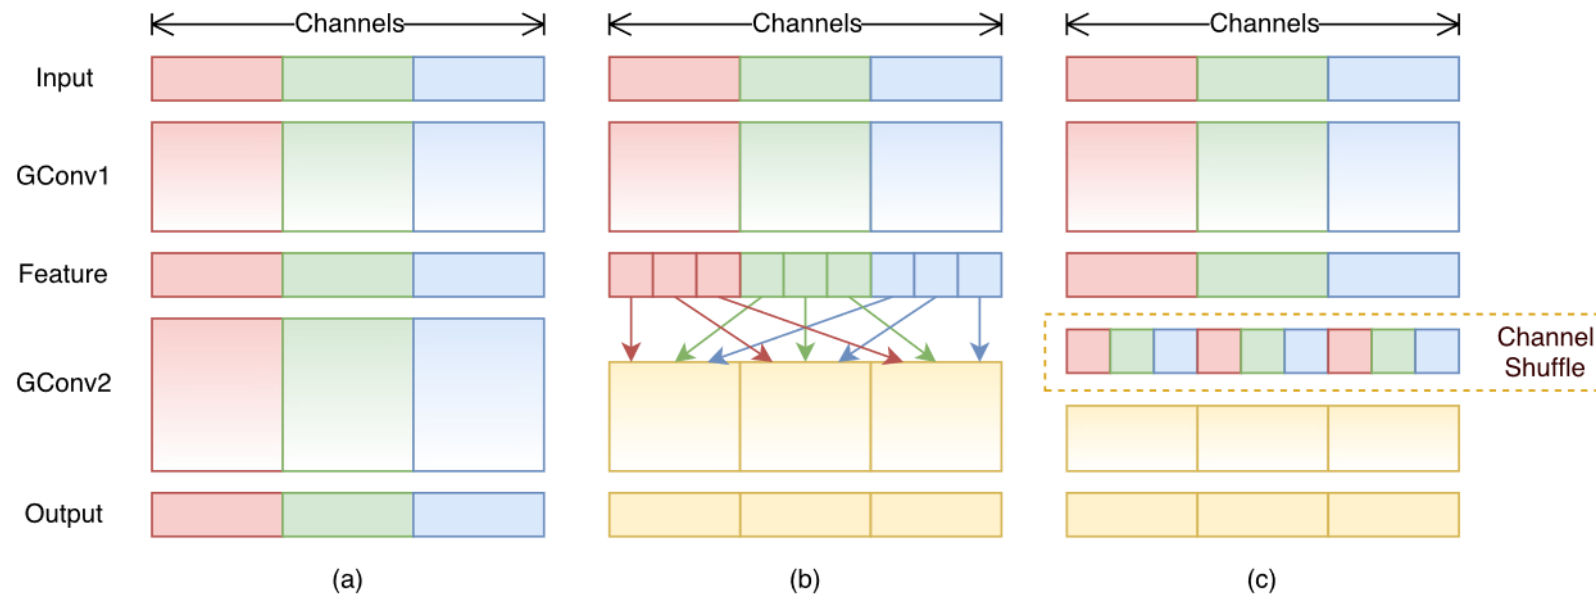 Channels
Channels
Channels
Input
GConv1
Feature
Channel
Shuffle
GConv2
Output
(a)
(b)
(c)